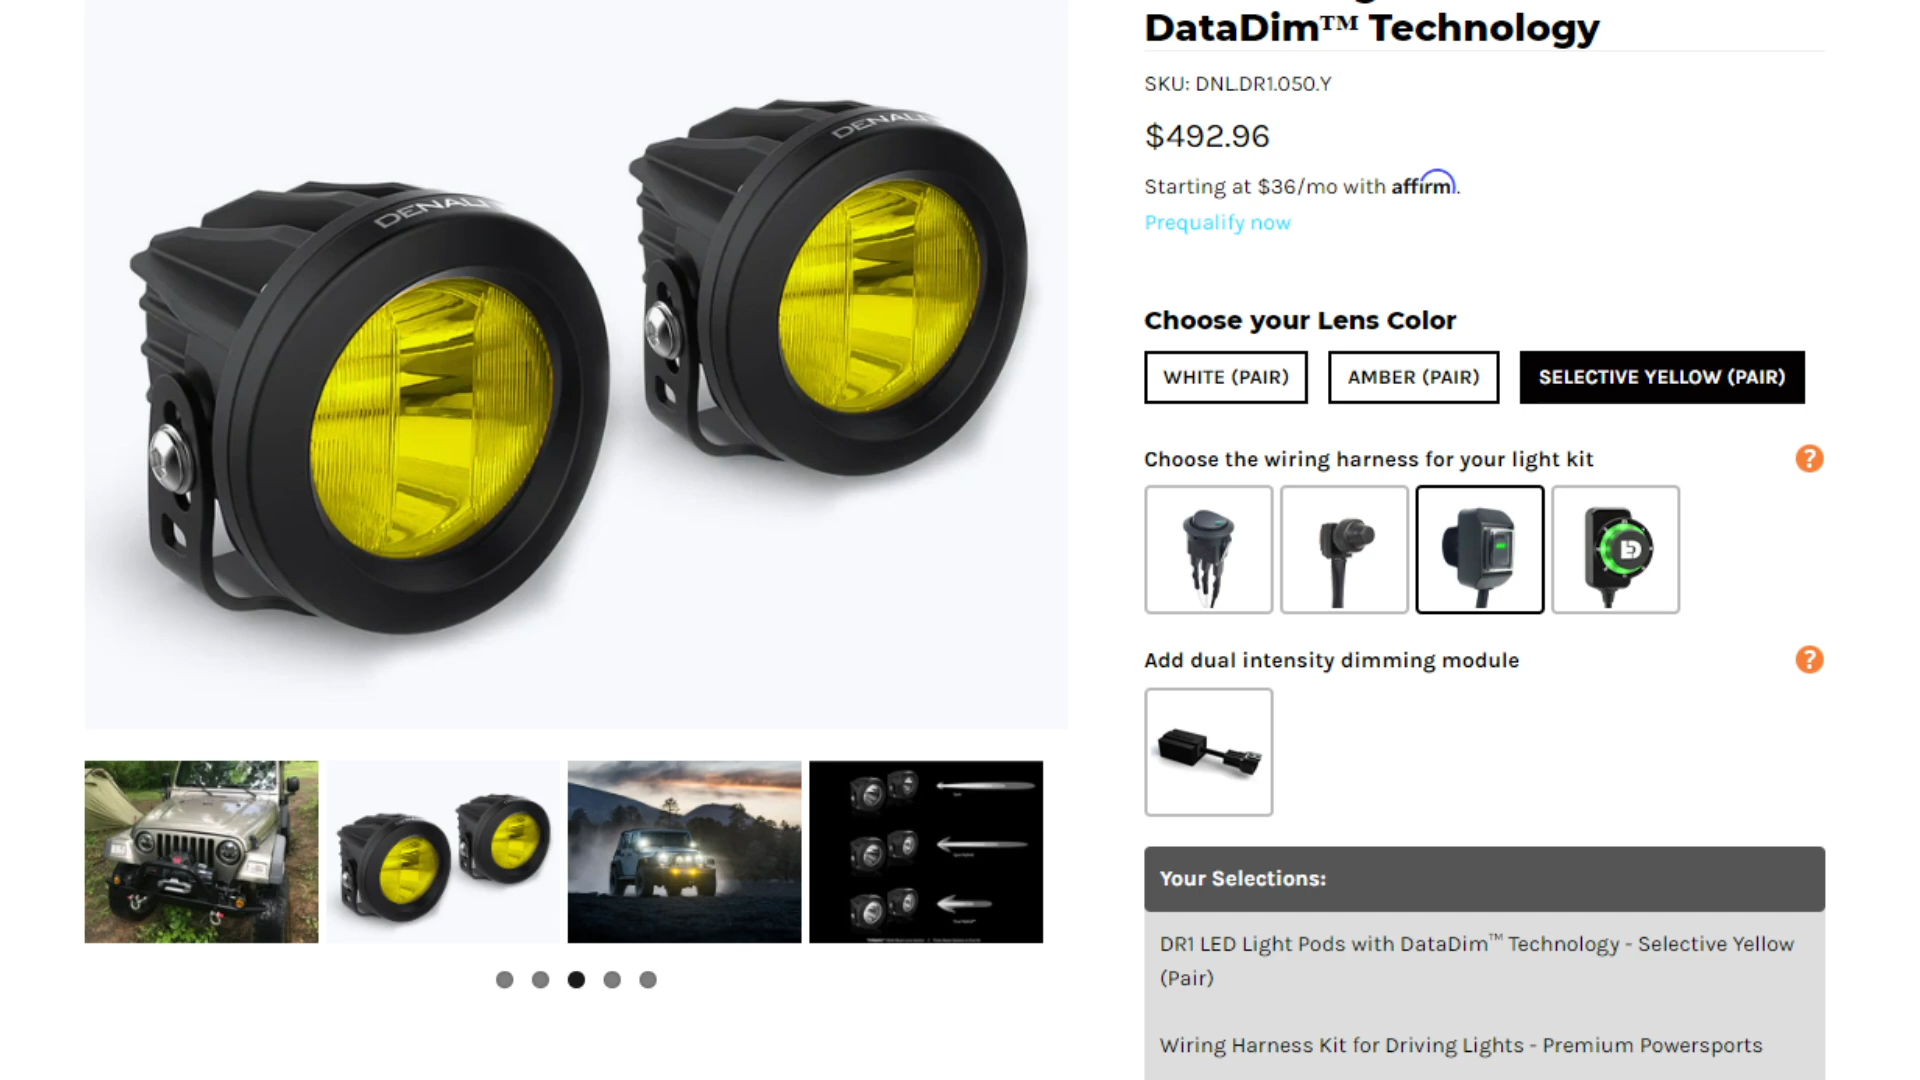 DataDim™ Technology
SKU: DNL.DR1.050.Y
$492.96
Starting at $36/mo with affirm.
Prequalify now
DENALI
DENALI
Choose your Lens Color
WHITE (PAIR)
AMBER (PAIR)
SELECTIVE YELLOW (PAIR)
Choose the wiring harness for your light kit
?
Add dual intensity dimming module
?
Your Selections:
DR1 LED Light Pods with DataDim™ Technology - Selective Yellow
(Pair)
Wiring Harness Kit for Driving Lights - Premium Powersports